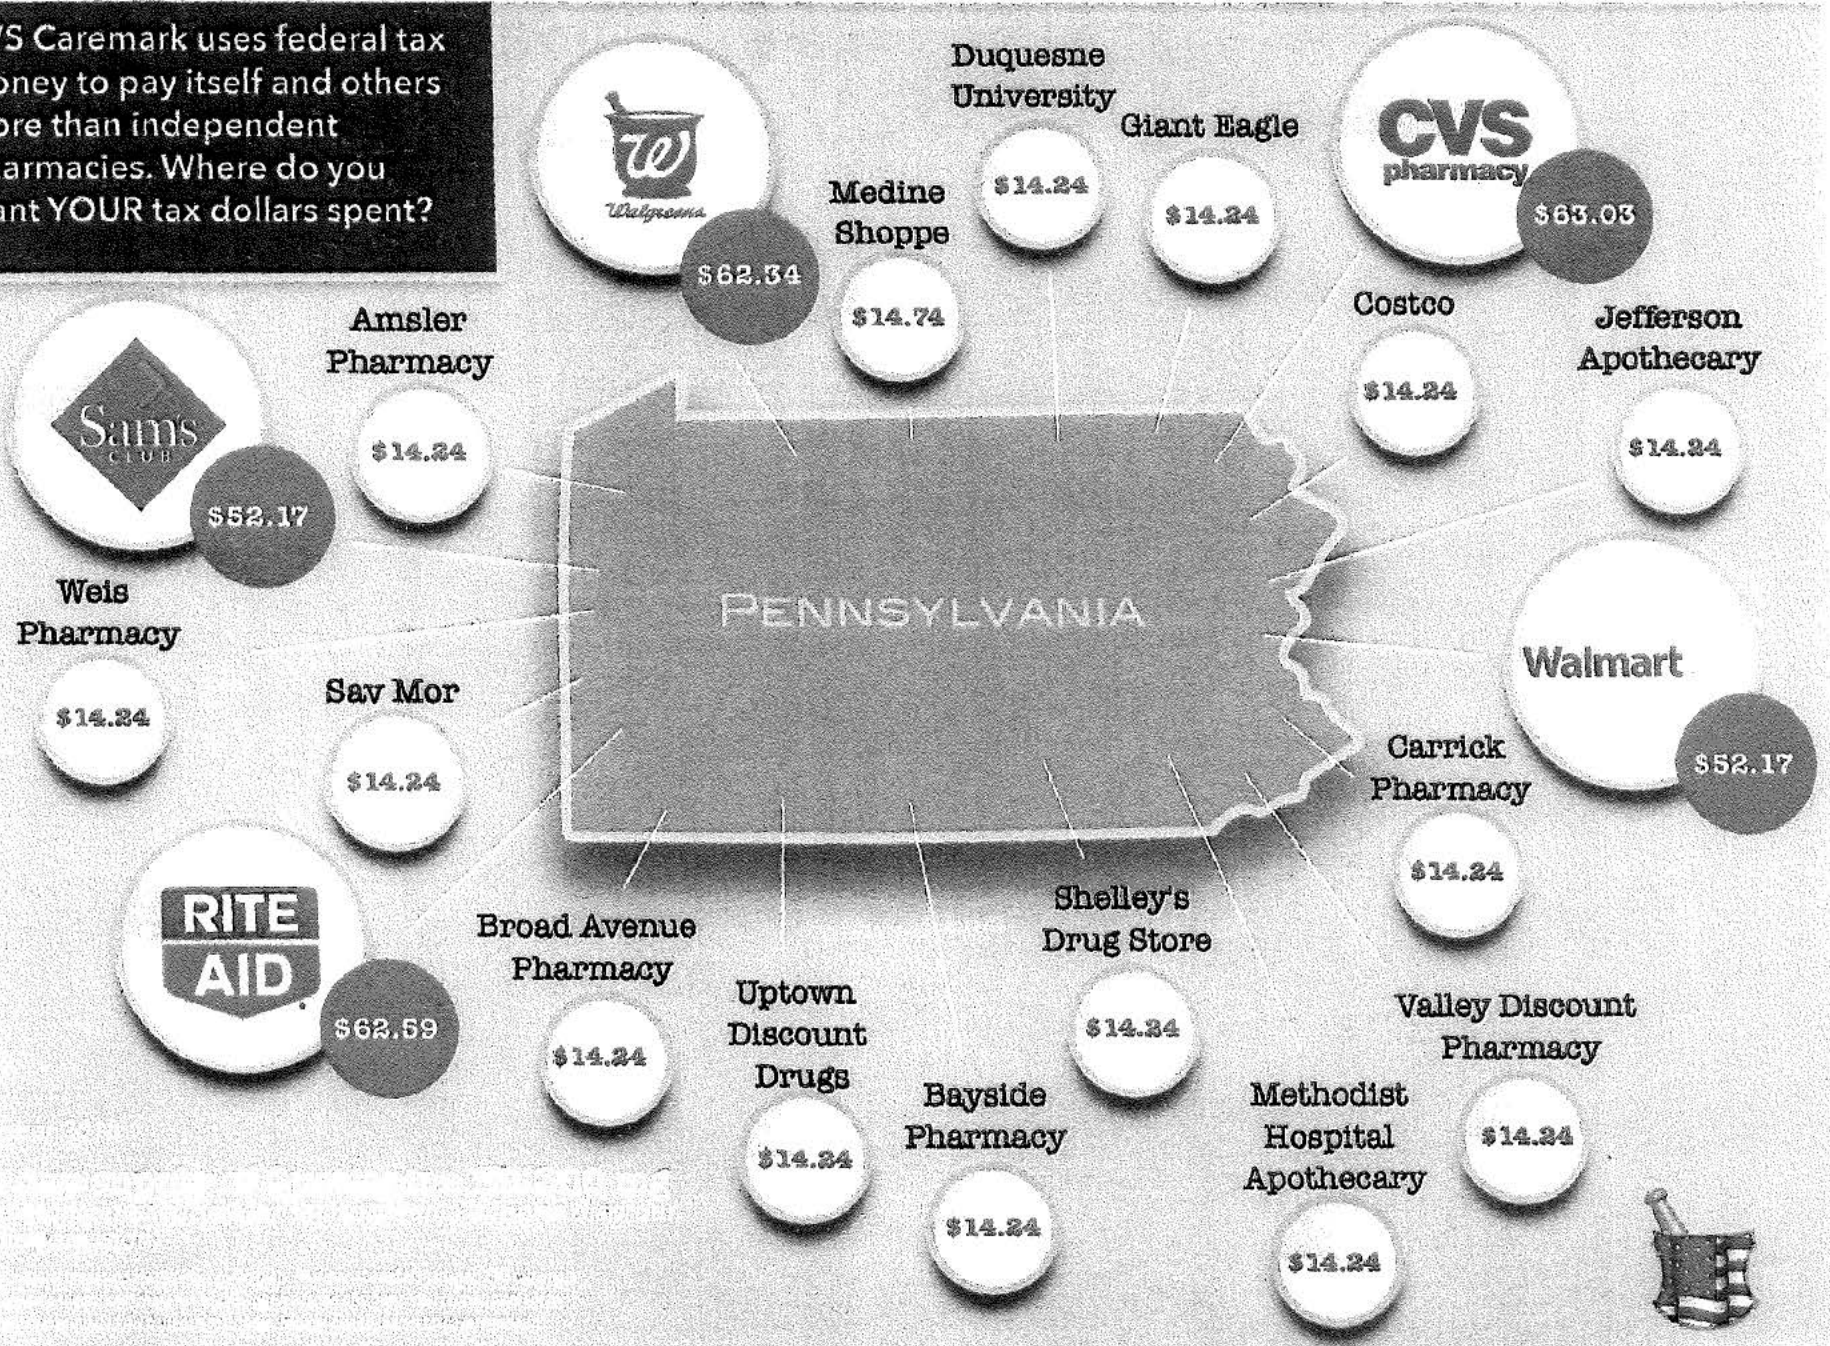 S Caremark uses federal tax
oney to pay itself and others
ore than independent
armacies. Where do you
ant YOUR tax dollars spent?
Walgreens
$62.34
Medine
Shoppe
$14.74
Duquesne
University
$14.24
Giant Eagle
$14.24
CVS
pharmacy
$63.03
Sam's
CLUB
$52.17
Amsler
Pharmacy
$14.24
Costco
$14.24
Jefferson
Apothecary
$14.24
PENNSYLVANIA
Weis
Pharmacy
$14.24
Sav Mor
$14.24
Walmart
$52.17
Carrick
Pharmacy
$14.24
RITE
AID
$62.59
Broad Avenue
Pharmacy
$14.24
Uptown
Discount
Drugs
$14.24
Bayside
Pharmacy
$14.24
Shelley's
Drug Store
$14.24
Methodist
Hospital
Apothecary
$14.24
Valley Discount
Pharmacy
$14.24